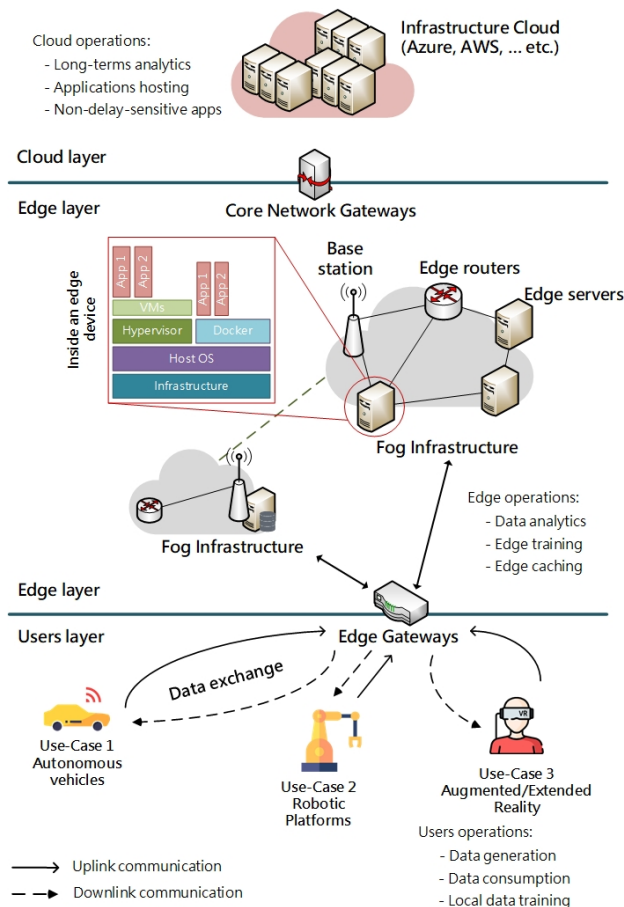 Cloud operations:
- Long-terms analytics
- Applications hosting
- Non-delay-sensitive apps
Infrastructure Cloud
(Azure, AWS, ... etc.)
Cloud layer
Edge layer
Core Network Gateways
Inside an edge
device
App 1
App 2
VMs
Hypervisor
App 1
App 2
Docker
Host OS
Infrastructure
Base
station
Edge routers
Edge servers
Fog Infrastructure
Fog Infrastructure
Edge operations:
- Data analytics
- Edge training
- Edge caching
Edge layer
Users layer
Edge Gateways
Data exchange
VR
Use-Case 1
Autonomous
vehicles
Use-Case 2
Robotic
Platforms
Use-Case 3
Augmented/Extended
Reality
Users operations:
- Data generation
- Data consumption
- Local data training
Uplink communication
Downlink communication